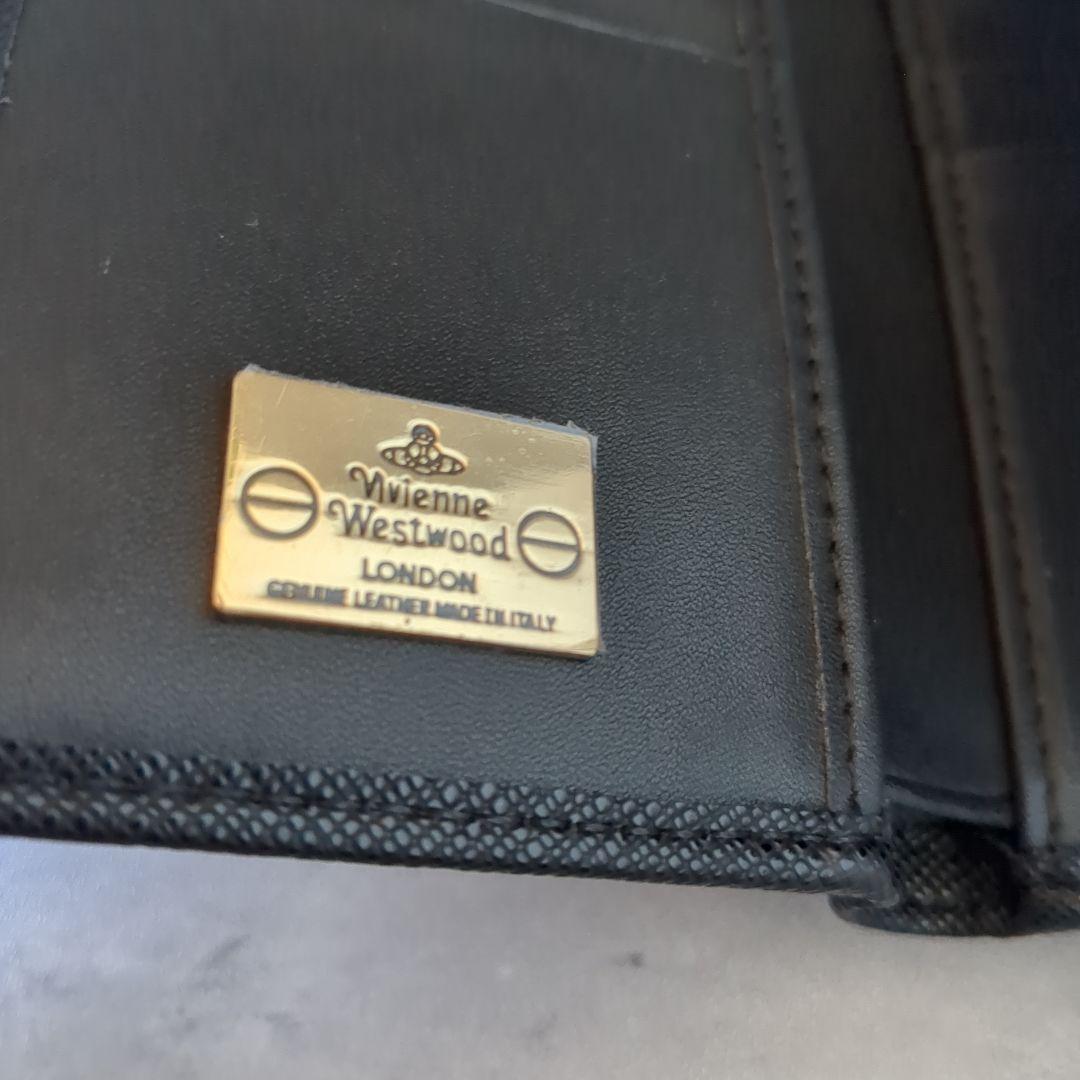 Vivienne
Westwood
LONDON
GENUINE LEATHER MADE IN ITALY